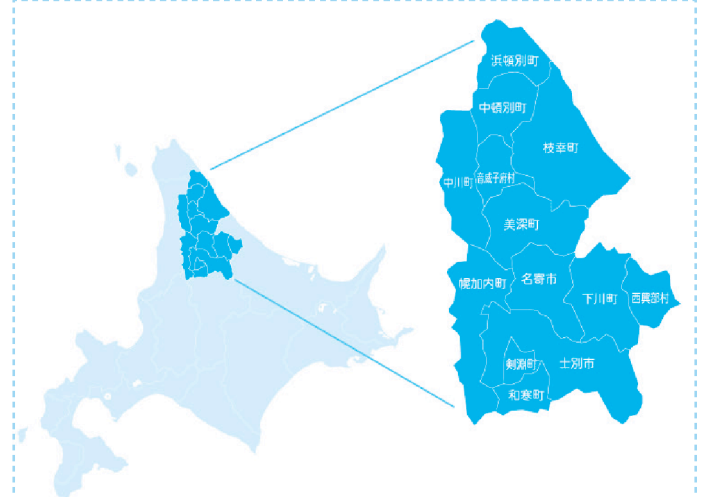 浜頓別町
中頓別町
枝幸町
中川町
音威子府村
美深町
幌加内町
名寄市
下川町
西興部村
剣淵町
士別市
和寒町